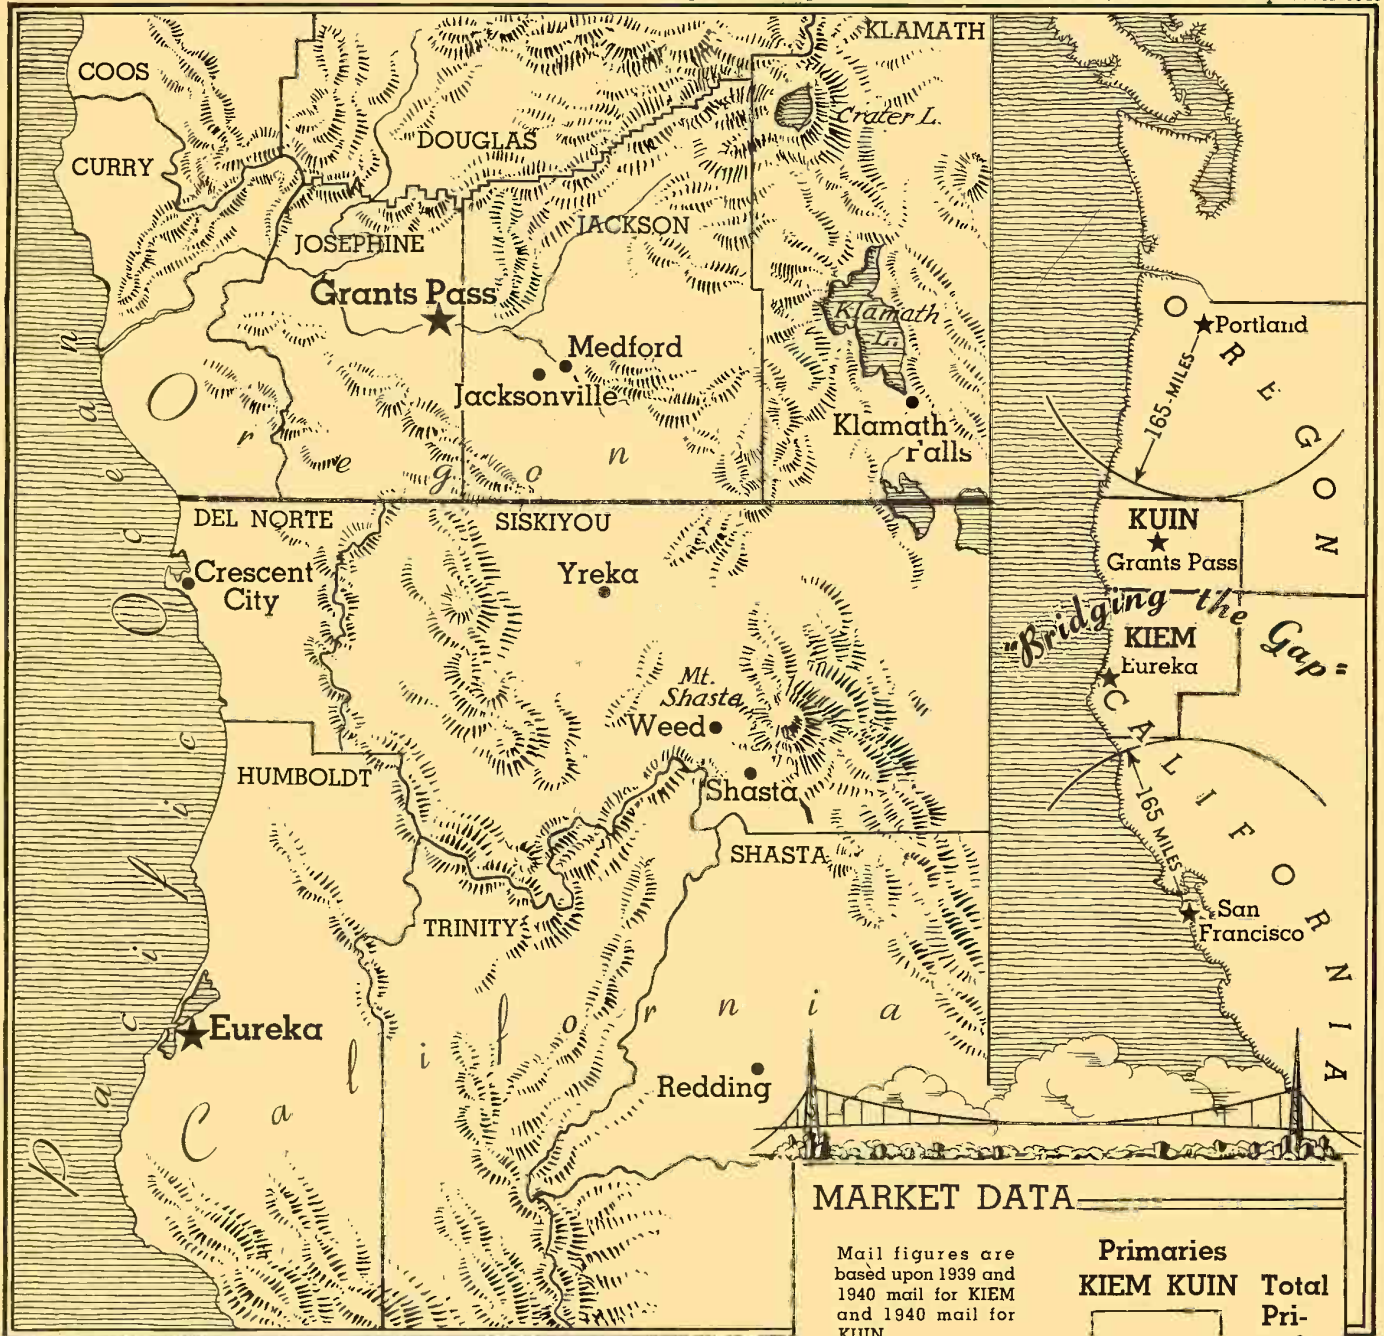 COOS
KLAMATH
Crater L.
CURRY
DOUGLAS
JOSEPHINE
JACKSON
Grants Pass
Klamath
L.
Medford
Jacksonville
Klamath
Falls
Oregon
DEL NORTE
SISKIYOU
Crescent
City
Yreka
Mt.
Shasta
Weed
Shasta
HUMBOLDT
SHASTA
TRINITY
Eureka
Redding
California
Pacific Ocean
OREGON
Portland
165 MILES
KUIN
Grants Pass
"Bridging the Gap"
KIEM
Eureka
CALIFORNIA
165 MILES
San
Francisco
MARKET DATA
Mail figures are
based upon 1939 and
1940 mail for KIEM
and 1940 mail for
KUIN
Primaries
KIEM KUIN Total
Pri-